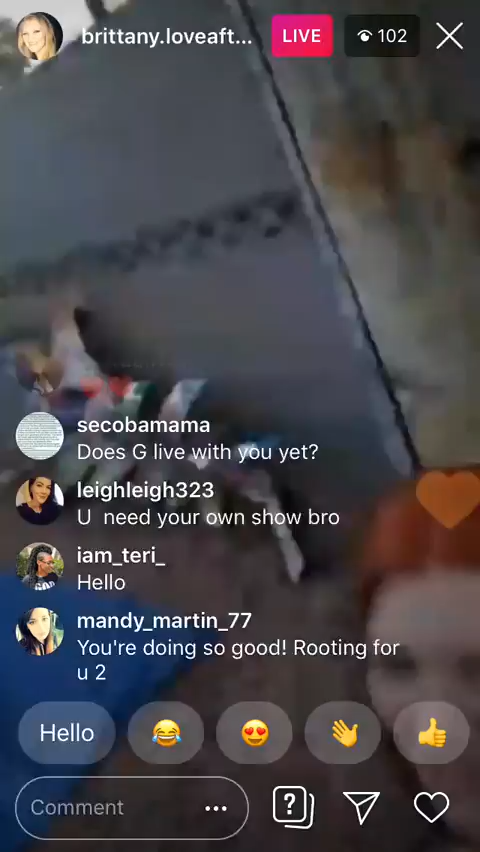 brittany.loveaft...
LIVE
102
secobamama
Does G live with you yet?
leighleigh323
U need your own show bro
iam_teri_
Hello
mandy_martin_77
You're doing so good! Rooting for
u 2
Hello
Comment